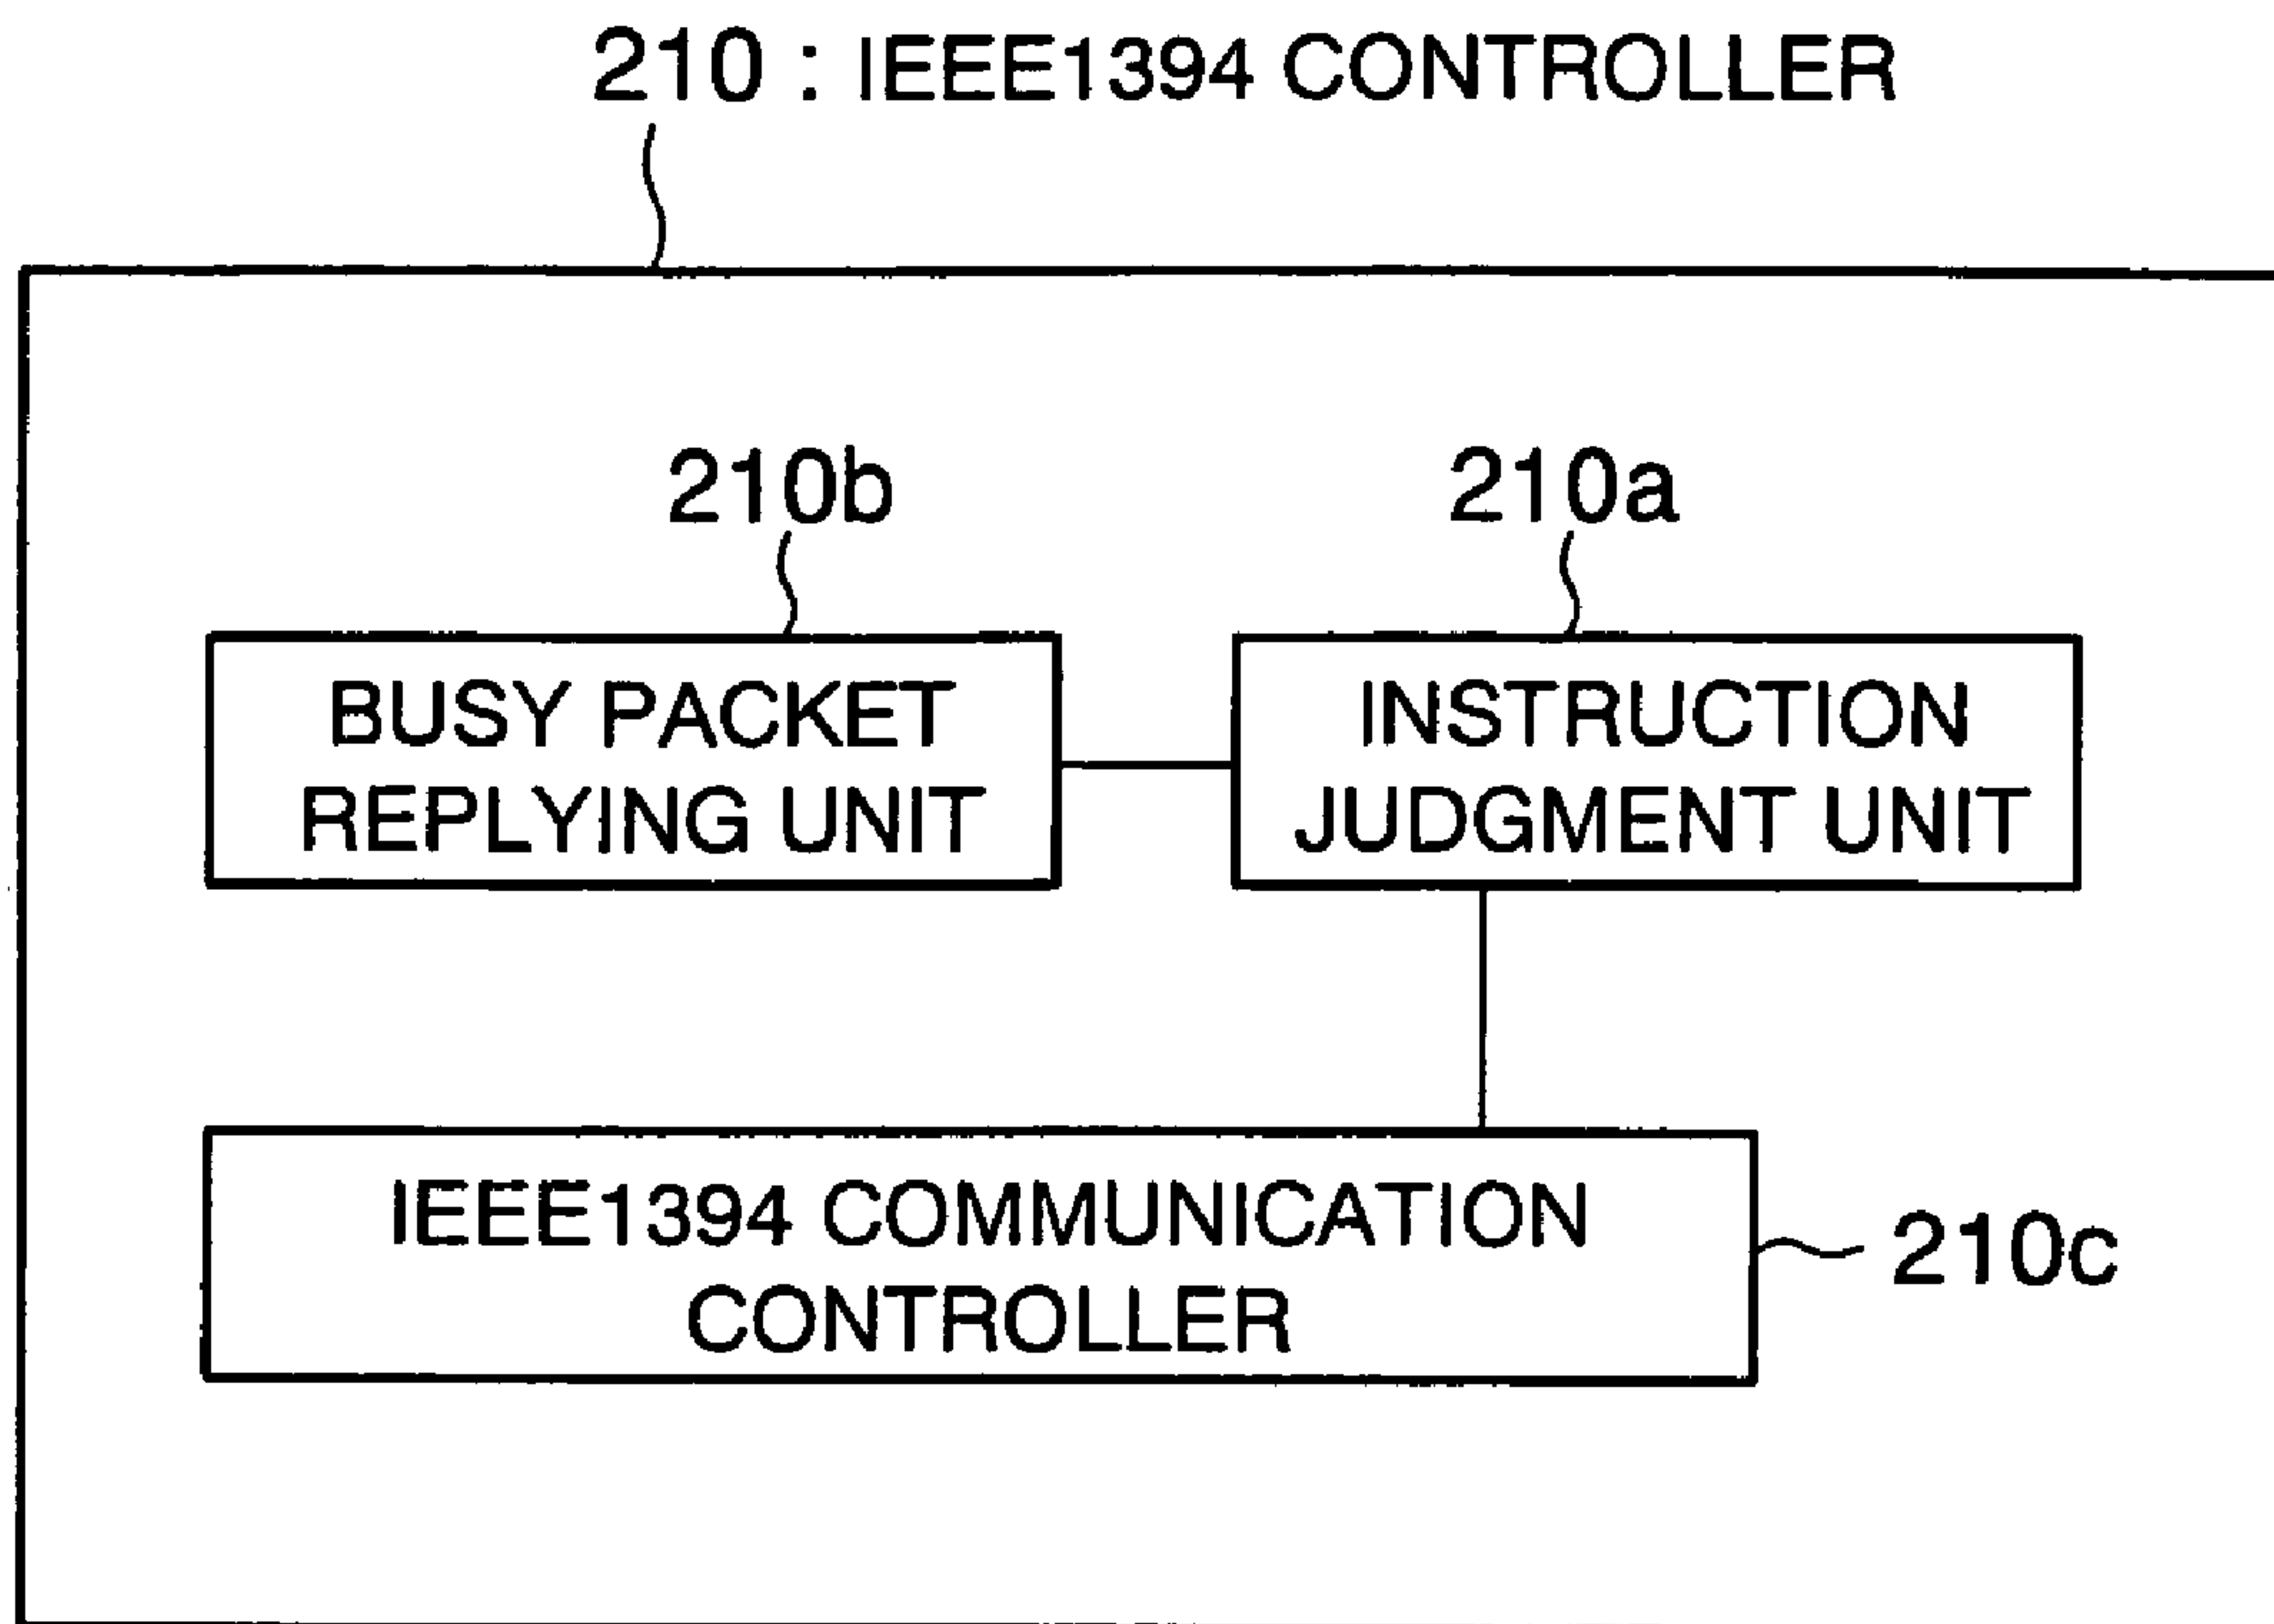 210 : IEEE1394 CONTROLLER
210b
210a
BUSY PACKET
REPLYING UNIT
INSTRUCTION
JUDGMENT UNIT
IEEE1394 COMMUNICATION
CONTROLLER
210c